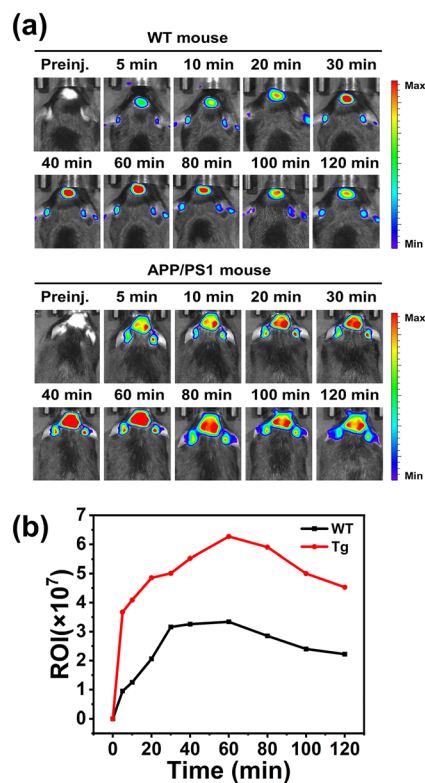 (a)
WT mouse
Preinj. 5 min 10 min 20 min 30 min
Max
40 min 60 min 80 min 100 min 120 min
Min
APP/PS1 mouse
Preinj. 5 min 10 min 20 min 30 min
Max
40 min 60 min 80 min 100 min 120 min
Min
(b)
7
6
5
4
3
2
1
0
ROI(×10⁷)
WT
Tg
0 20 40 60 80 100 120
Time (min)